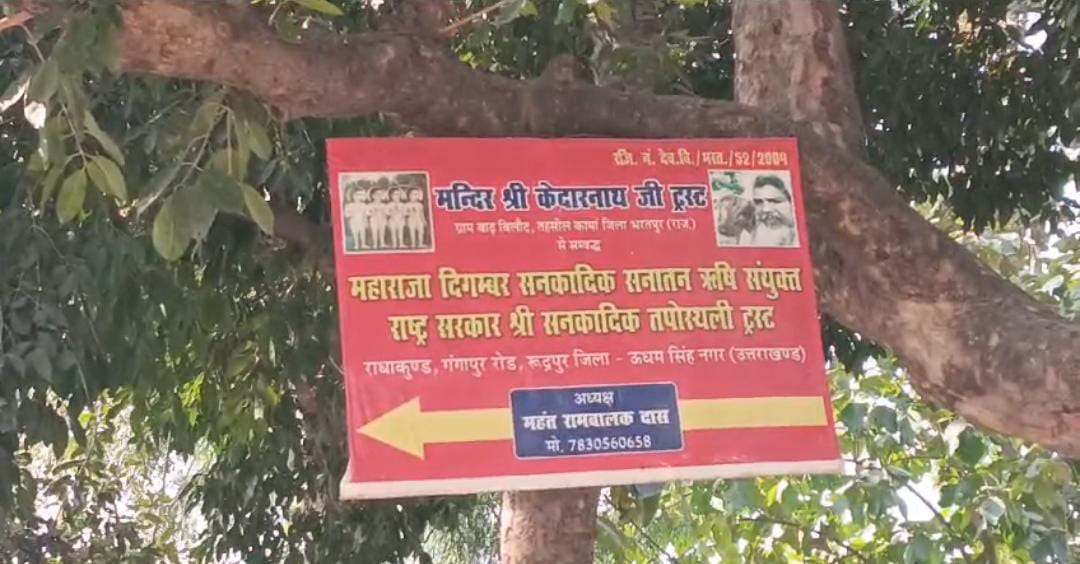 रजि. नं. देव.वि./भरत./52/2009
मन्दिर श्री केदारनाथ जी ट्रस्ट
ग्राम बाढ़ बिलौद, तहसील कामां जिला भरतपुर (राज.)
से सम्बद्ध
महाराजा दिगम्बर सनकादिक सनातन ऋषि संयुक्त
राष्ट्र सरकार श्री सनकादिक तपोस्थली ट्रस्ट
राधाकुण्ड, गंगापुर रोड, रूद्रपुर जिला - ऊधम सिंह नगर (उत्तराखण्ड)
अध्यक्ष
महंत रामबालक दास
मो. 7830560658